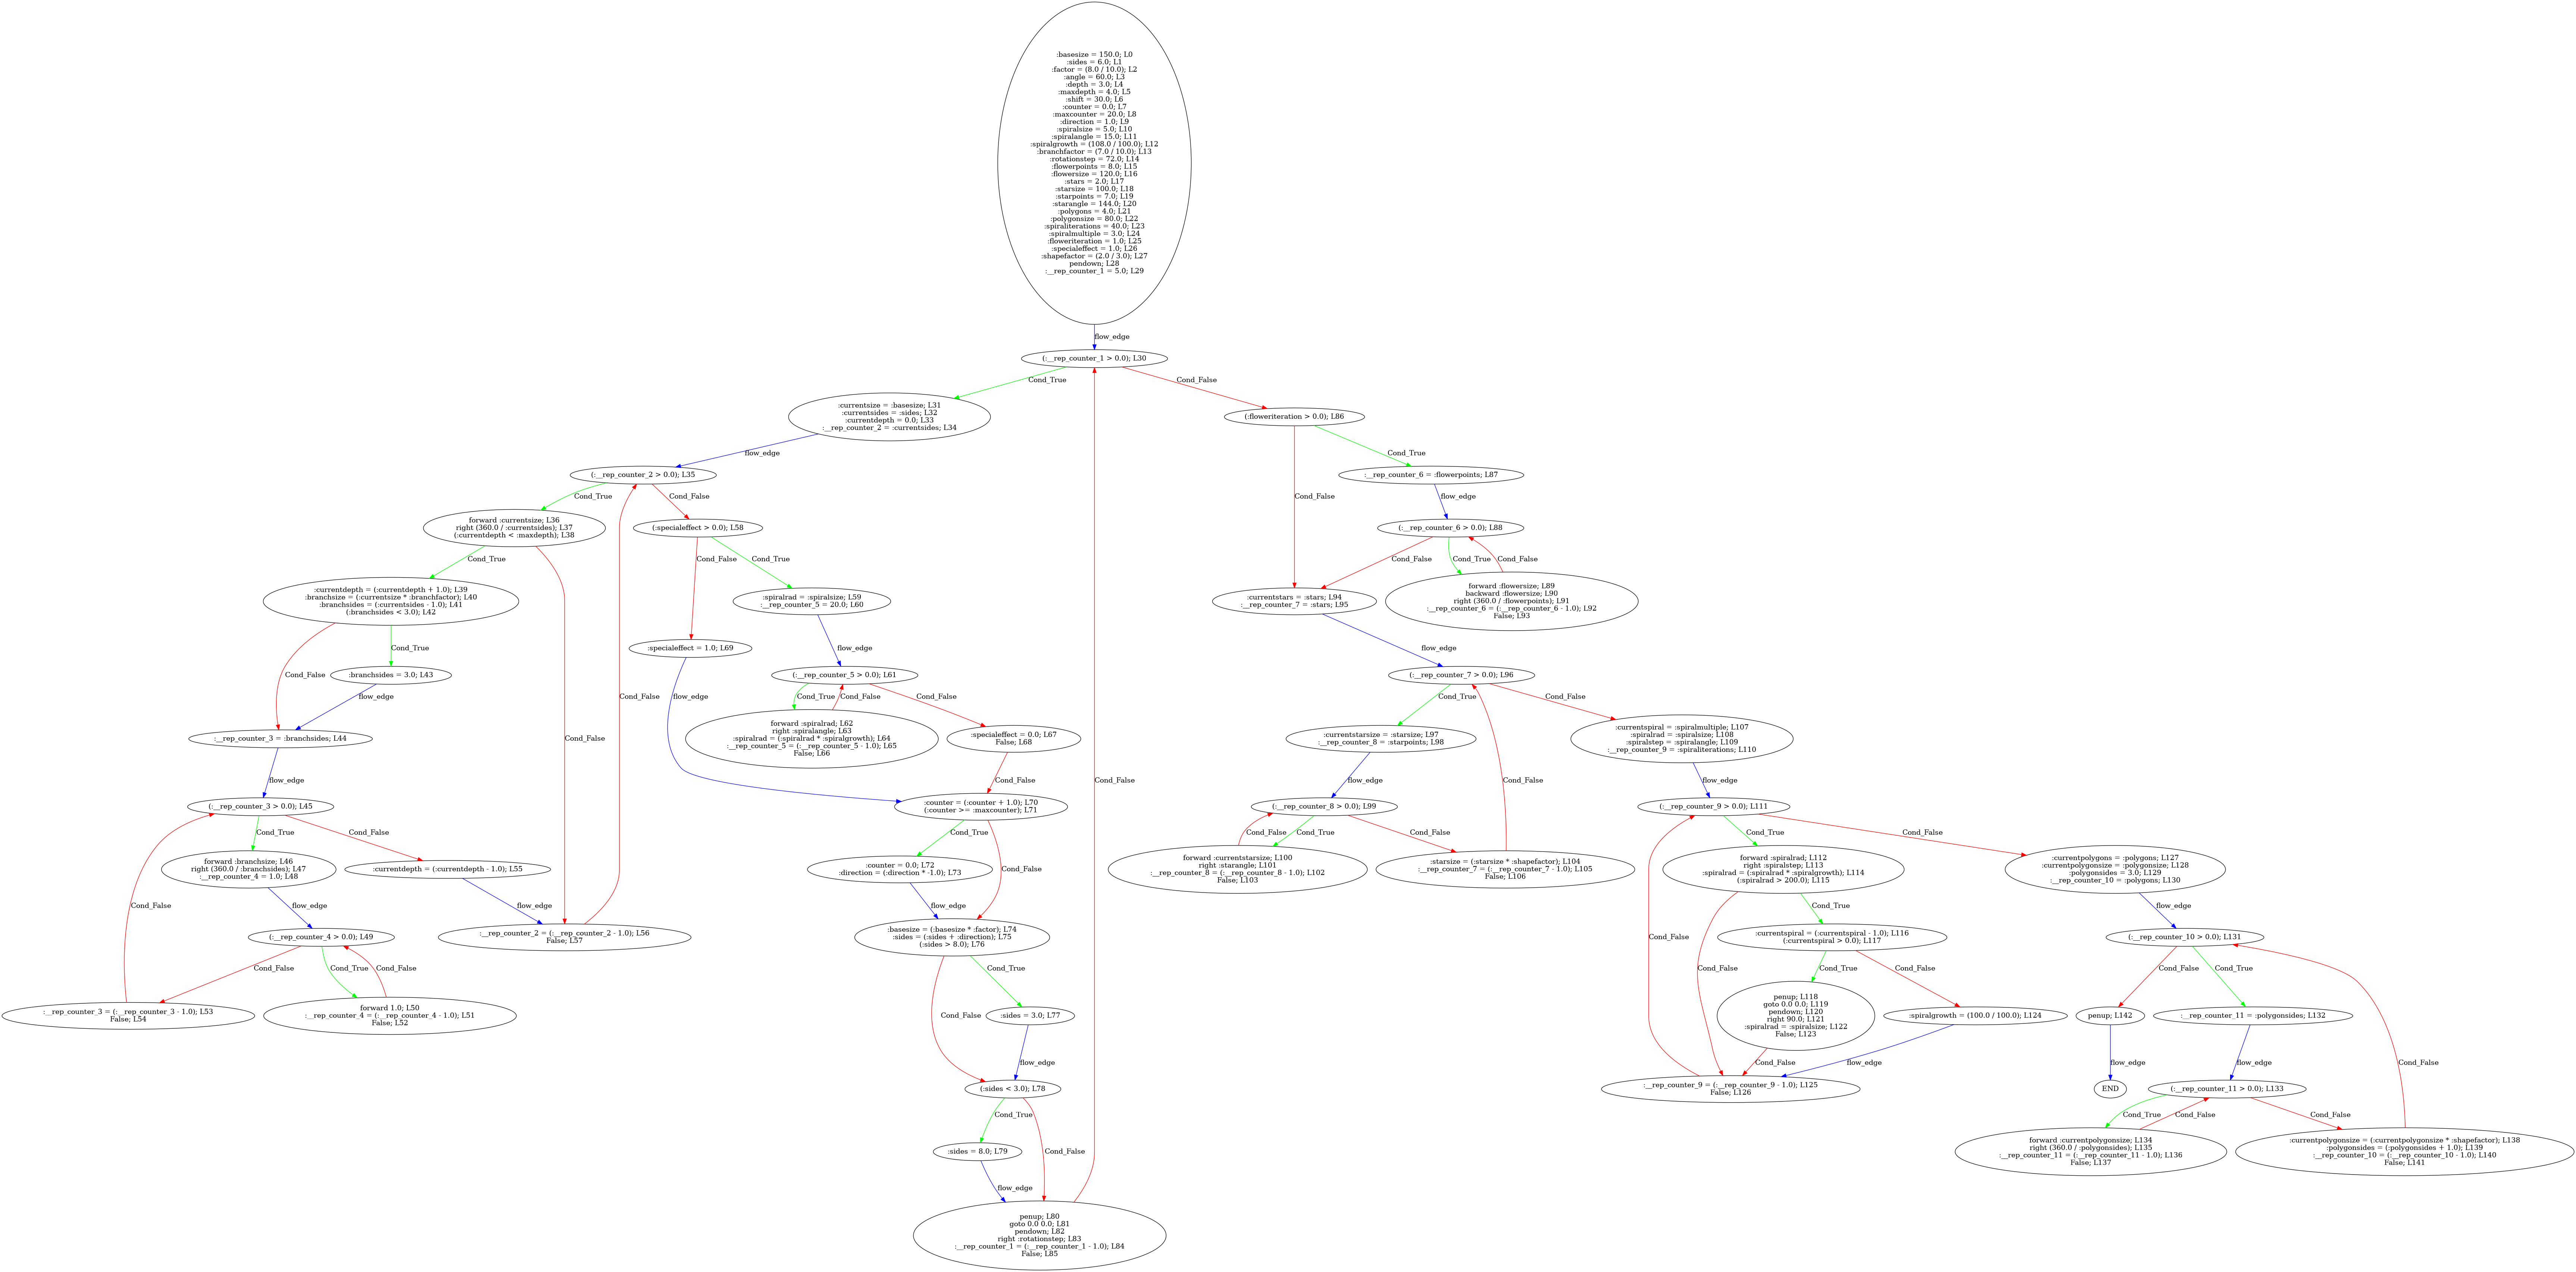 :basesize = 150.0; L0
:sides = 6.0; L1
:factor = (8.0 / 10.0); L2
:angle = 60.0; L3
:depth = 3.0; L4
:maxdepth = 4.0; L5
:shift = 30.0; L6
:counter = 0.0; L7
:maxcounter = 20.0; L8
:direction = 1.0; L9
:spiralsize = 5.0; L10
:spiralangle = 15.0; L11
:spiralgrowth = (108.0 / 100.0); L12
:branchfactor = (7.0 / 10.0); L13
:rotationstep = 72.0; L14
:flowerpoints = 8.0; L15
:flowersize = 120.0; L16
:stars = 2.0; L17
:starsize = 100.0; L18
:starpoints = 7.0; L19
:starangle = 144.0; L20
:polygons = 4.0; L21
:polygonsize = 80.0; L22
:spiraliterations = 40.0; L23
:spiralmultiple = 3.0; L24
:floweriteration = 1.0; L25
:specialeffect = 1.0; L26
:shapefactor = (2.0 / 3.0); L27
pendown; L28
:__rep_counter_1 = 5.0; L29
flow_edge
(:__rep_counter_1 > 0.0); L30
Cond_True
Cond_False
:currentsize = :basesize; L31
:currentsides = :sides; L32
:currentdepth = 0.0; L33
:__rep_counter_2 = :currentsides; L34
flow_edge
(:__rep_counter_2 > 0.0); L35
Cond_True
Cond_False
forward :currentsize; L36
right (360.0 / :currentsides); L37
(:currentdepth < :maxdepth); L38
Cond_True
Cond_False
:currentdepth = (:currentdepth + 1.0); L39
:branchsize = (:currentsize * :branchfactor); L40
:branchsides = (:currentsides - 1.0); L41
(:branchsides < 3.0); L42
Cond_True
Cond_False
:branchsides = 3.0; L43
flow_edge
:__rep_counter_3 = :branchsides; L44
flow_edge
(:__rep_counter_3 > 0.0); L45
Cond_True
Cond_False
forward :branchsize; L46
right (360.0 / :branchsides); L47
:__rep_counter_4 = 1.0; L48
flow_edge
(:__rep_counter_4 > 0.0); L49
Cond_True
Cond_False
forward 1.0; L50
:__rep_counter_4 = (:__rep_counter_4 - 1.0); L51
False; L52
Cond_False
:__rep_counter_3 = (:__rep_counter_3 - 1.0); L53
False; L54
Cond_False
:currentdepth = (:currentdepth - 1.0); L55
flow_edge
:__rep_counter_2 = (:__rep_counter_2 - 1.0); L56
False; L57
Cond_False
(:specialeffect > 0.0); L58
Cond_True
Cond_False
:spiralrad = :spiralsize; L59
:__rep_counter_5 = 20.0; L60
flow_edge
(:__rep_counter_5 > 0.0); L61
Cond_True
Cond_False
forward :spiralrad; L62
right :spiralangle; L63
:spiralrad = (:spiralrad * :spiralgrowth); L64
:__rep_counter_5 = (:__rep_counter_5 - 1.0); L65
False; L66
Cond_False
:specialeffect = 0.0; L67
False; L68
Cond_False
:specialeffect = 1.0; L69
flow_edge
:counter = (:counter + 1.0); L70
(:counter >= :maxcounter); L71
Cond_True
Cond_False
:counter = 0.0; L72
:direction = (:direction * -1.0); L73
flow_edge
:basesize = (:basesize * :factor); L74
:sides = (:sides + :direction); L75
(:sides > 8.0); L76
Cond_True
Cond_False
:sides = 3.0; L77
flow_edge
(:sides < 3.0); L78
Cond_True
Cond_False
:sides = 8.0; L79
flow_edge
penup; L80
goto 0.0 0.0; L81
pendown; L82
right :rotationstep; L83
:__rep_counter_1 = (:__rep_counter_1 - 1.0); L84
False; L85
Cond_False
(:floweriteration > 0.0); L86
Cond_True
Cond_False
:__rep_counter_6 = :flowerpoints; L87
flow_edge
(:__rep_counter_6 > 0.0); L88
Cond_True
Cond_False
forward :flowersize; L89
backward :flowersize; L90
right (360.0 / :flowerpoints); L91
:__rep_counter_6 = (:__rep_counter_6 - 1.0); L92
False; L93
Cond_False
:currentstars = :stars; L94
:__rep_counter_7 = :stars; L95
flow_edge
(:__rep_counter_7 > 0.0); L96
Cond_True
Cond_False
:currentstarsize = :starsize; L97
:__rep_counter_8 = :starpoints; L98
flow_edge
(:__rep_counter_8 > 0.0); L99
Cond_True
Cond_False
forward :currentstarsize; L100
right :starangle; L101
:__rep_counter_8 = (:__rep_counter_8 - 1.0); L102
False; L103
Cond_False
:starsize = (:starsize * :shapefactor); L104
:__rep_counter_7 = (:__rep_counter_7 - 1.0); L105
False; L106
Cond_False
:currentspiral = :spiralmultiple; L107
:spiralrad = :spiralsize; L108
:spiralstep = :spiralangle; L109
:__rep_counter_9 = :spiraliterations; L110
flow_edge
(:__rep_counter_9 > 0.0); L111
Cond_True
Cond_False
forward :spiralrad; L112
right :spiralstep; L113
:spiralrad = (:spiralrad * :spiralgrowth); L114
(:spiralrad > 200.0); L115
Cond_True
Cond_False
:currentspiral = (:currentspiral - 1.0); L116
(:currentspiral > 0.0); L117
Cond_True
Cond_False
penup; L118
goto 0.0 0.0; L119
pendown; L120
right 90.0; L121
:spiralrad = :spiralsize; L122
False; L123
Cond_False
:spiralgrowth = (100.0 / 100.0); L124
flow_edge
:__rep_counter_9 = (:__rep_counter_9 - 1.0); L125
False; L126
Cond_False
:currentpolygons = :polygons; L127
:currentpolygonsize = :polygonsize; L128
:polygonsides = 3.0; L129
:__rep_counter_10 = :polygons; L130
flow_edge
(:__rep_counter_10 > 0.0); L131
Cond_False
Cond_True
:__rep_counter_11 = :polygonsides; L132
flow_edge
(:__rep_counter_11 > 0.0); L133
Cond_True
Cond_False
forward :currentpolygonsize; L134
right (360.0 / :polygonsides); L135
:__rep_counter_11 = (:__rep_counter_11 - 1.0); L136
False; L137
Cond_False
:currentpolygonsize = (:currentpolygonsize * :shapefactor); L138
:polygonsides = (:polygonsides + 1.0); L139
:__rep_counter_10 = (:__rep_counter_10 - 1.0); L140
False; L141
Cond_False
penup; L142
flow_edge
END